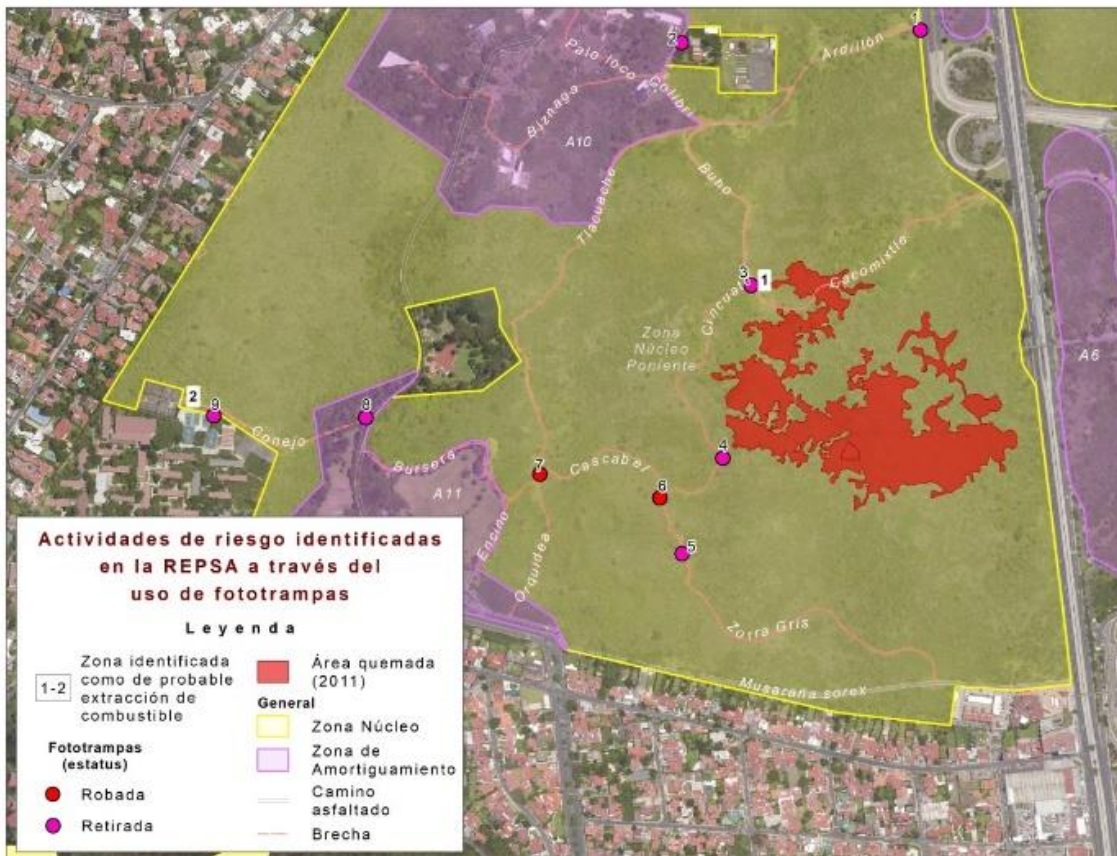 1
2
Palo loco
Ardillón
Colibrí
Biznaga
A10
Buho
Tlacuache
3
1
Cacomixtle
Cincuate
Zona
Núcleo
Poniente
A6
2
9
8
Conejo
4
Bursera
7
Cascabel
A11
6
Encino
Orquidea
5
Zorra Gris
Musaraña sorex
Actividades de riesgo identificadas
en la REPSA a través del
uso de fototrampas
Leyenda
1-2
Zona identificada
como de probable
extracción de
combustible
Fototrampas
(estatus)
Robada
Retirada
Área quemada
(2011)
General
Zona Núcleo
Zona de
Amortiguamiento
Camino
asfaltado
Brecha